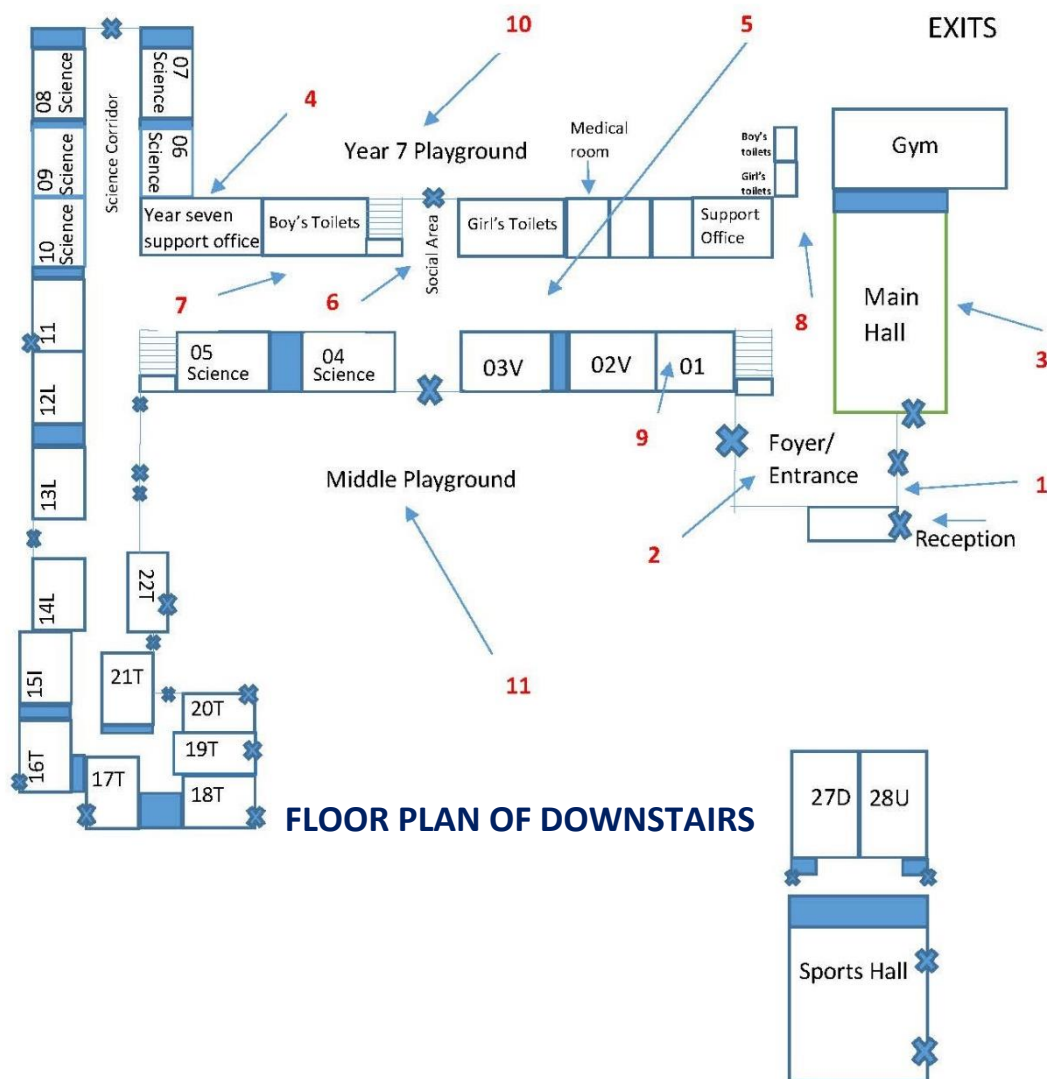 10
5
EXITS
08
Science
Science Corridor
07
Science
4
Medical
room
Boy's
toilets
Gym
Year 7 Playground
09
Science
06
Science
Girl's
toilets
10
Science
Year seven
support office
Boy's Toilets
Social Area
Girl's Toilets
Support
Office
7
6
8
Main
Hall
3
11
05
Science
04
Science
03V
02V
01
12L
9
Foyer/
Entrance
13L
Middle Playground
1
2
Reception
14L
22T
15I
21T
11
20T
19T
16T
17T
18T
FLOOR PLAN OF DOWNSTAIRS
27D
28U
Sports Hall